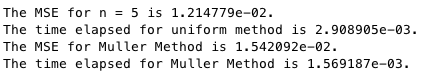 The MSE for n = 5 is 1.214779e-02.
The time elapsed for uniform method is 2.908905e-03.
The MSE for Muller Method is 1.542092e-02.
The time elapsed for Muller Method is 1.569187e-03.